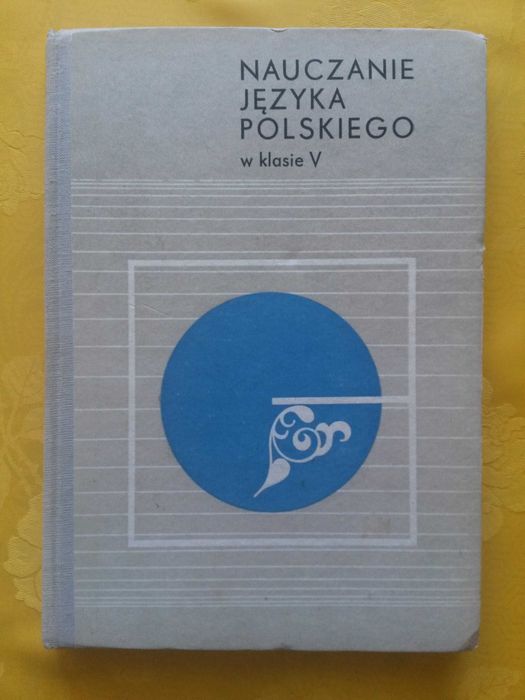 NAUCZANIE
JĘZYKA
POLSKIEGO
w klasie V